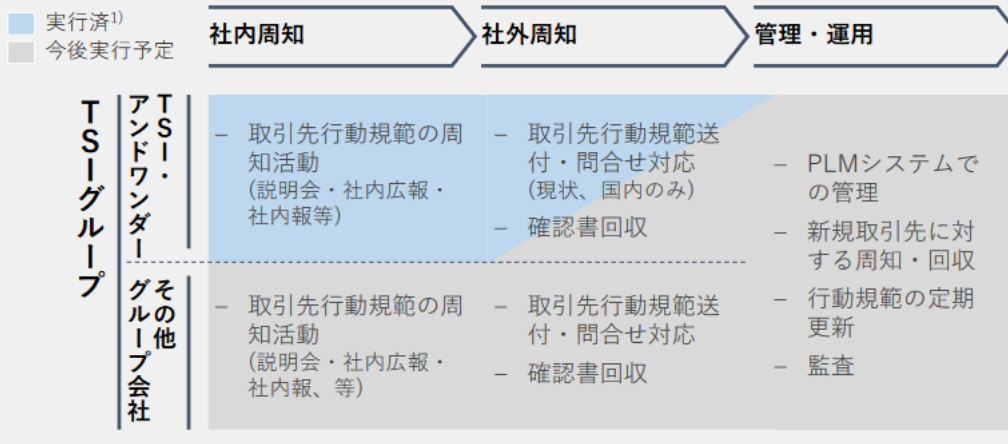 実行済1)
今後実行予定
社内周知
社外周知
管理・運用
TSIグループ
TSI・
アンドワンダー
– 取引先行動規範の周
知活動
(説明会・社内広報・
社内報等)
– 取引先行動規範送
付・問合せ対応
(現状、国内のみ)
– 確認書回収
– PLMシステムで
の管理
– 新規取引先に対
する周知・回収
– 行動規範の定期
更新
– 監査
その他
グループ会社
– 取引先行動規範の周
知活動
(説明会・社内広報・
社内報、等)
– 取引先行動規範送
付・問合せ対応
– 確認書回収